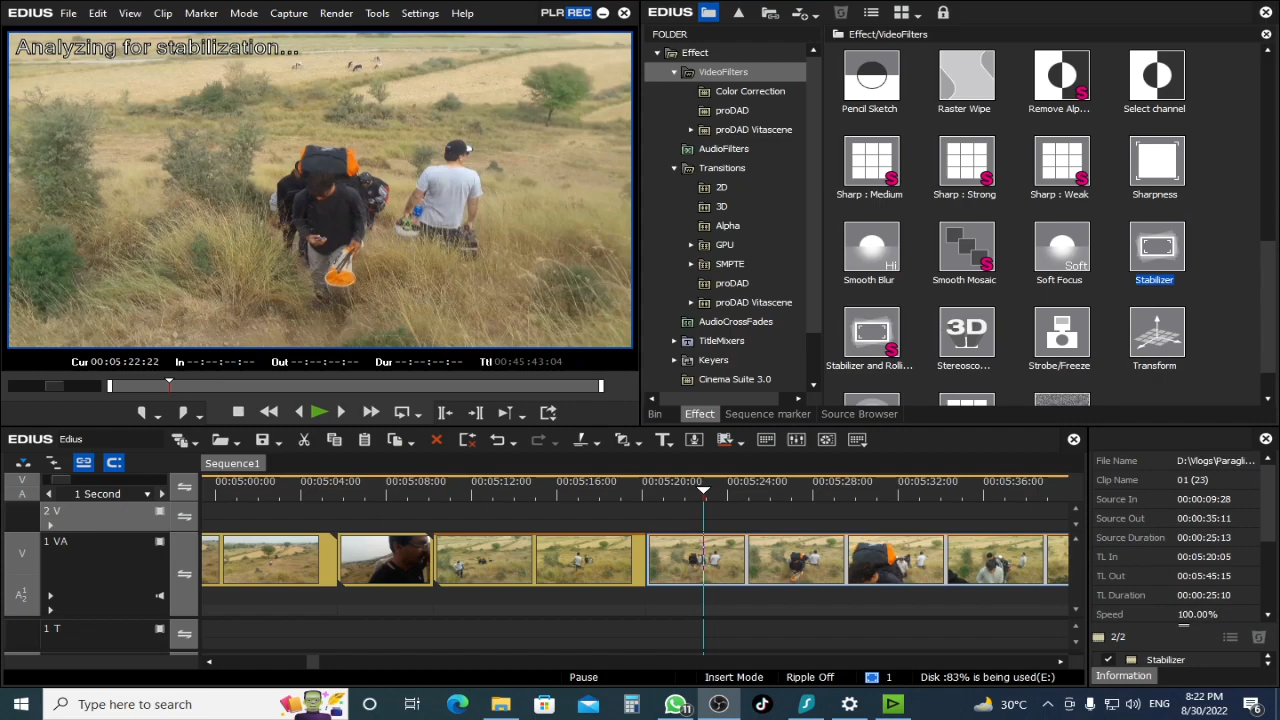 EDIUS File Edit View Clip Marker Mode Capture Render Tools Settings Help PLR REC
Analyzing for stabilization...
Cur 00:05:22:22 In --:--:--:-- Out --:--:--:-- Dur --:--:--:-- Ttl 00:45:43:04
EDIUS
FOLDER
Effect
VideoFilters
Color Correction
proDAD
proDAD Vitascene
AudioFilters
Transitions
2D
3D
Alpha
GPU
SMPTE
proDAD
proDAD Vitascene
AudioCrossFades
TitleMixers
Keyers
Cinema Suite 3.0
Effect/VideoFilters
Pencil Sketch Raster Wipe Remove Alp... Select channel
S
S S S
Sharp : Medium Sharp : Strong Sharp : Weak Sharpness
Hi S Soft
Smooth Blur Smooth Mosaic Soft Focus Stabilizer
S 3D
Stabilizer and Rolli... Stereosco... Strobe/Freeze Transform
Bin Effect Sequence marker Source Browser
EDIUS Edius
Sequence1
V
A 1 Second
00:05:00:00 00:05:04:00 00:05:08:00 00:05:12:00 00:05:16:00 00:05:20:00 00:05:24:00 00:05:28:00 00:05:32:00 00:05:36:00
2 V
V 1 VA
A 1 2
1 T
Pause Insert Mode Ripple Off 1 Disk :83% is being used(E:)
File Name D:\Vlogs\Paragli...
Clip Name 01 (23)
Source In 00:00:09:28
Source Out 00:00:35:11
Source Duration 00:00:25:13
TL In 00:05:20:05
TL Out 00:05:45:15
TL Duration 00:00:25:10
Speed 100.00%
2/2
Stabilizer
Information
Type here to search
11
30°C ENG 8:22 PM
8/30/2022 6